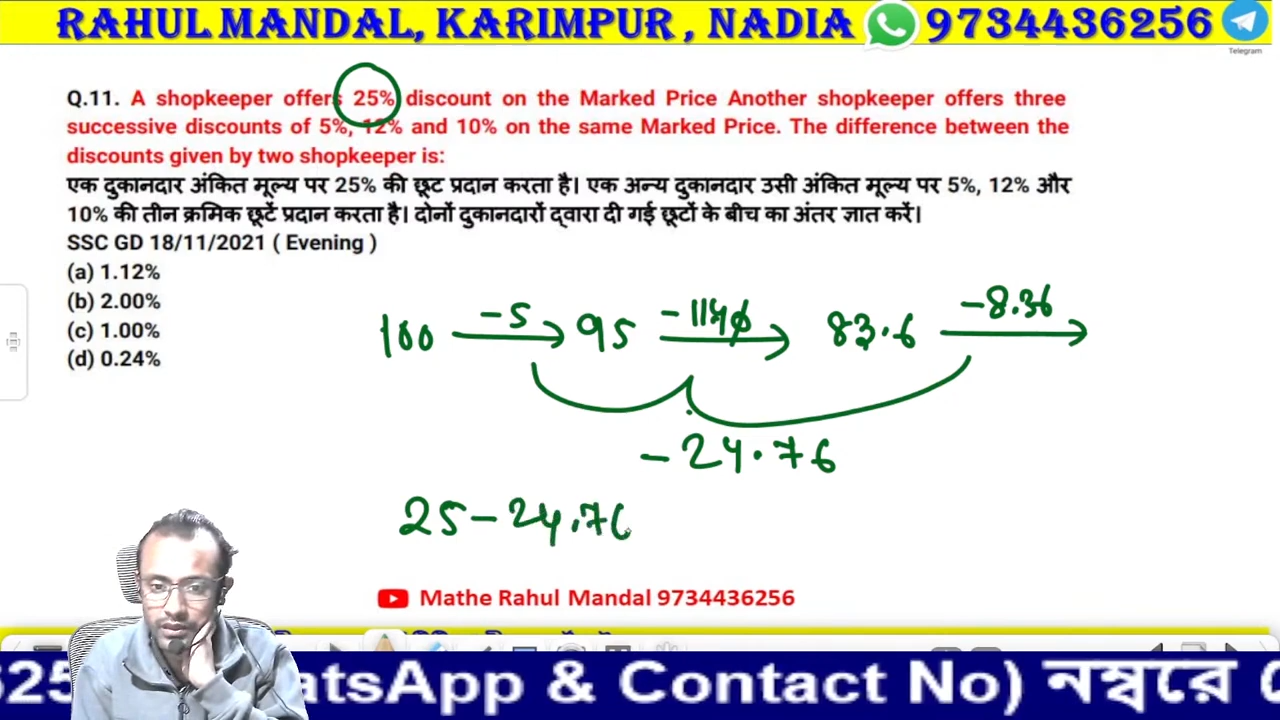 RAHUL MANDAL, KARIMPUR , NADIA 9734436256
Telegram
Q.11. A shopkeeper offers 25% discount on the Marked Price Another shopkeeper offers three
successive discounts of 5%, 12% and 10% on the same Marked Price. The difference between the
discounts given by two shopkeeper is:
एक दुकानदार अंकित मूल्य पर 25% की छूट प्रदान करता है। एक अन्य दुकानदार उसी अंकित मूल्य पर 5%, 12% और
10% की तीन क्रमिक छूटें प्रदान करता है। दोनों दुकानदारों द्वारा दी गई छूटों के बीच का अंतर ज्ञात करें।
SSC GD 18/11/2021 ( Evening )
(a) 1.12%
(b) 2.00%
(c) 1.00%
(d) 0.24%
100 -5 95 83.6 -8.36
-24.76
25-24.76
Mathe Rahul Mandal 9734436256
atsApp & Contact No) নম্বরে